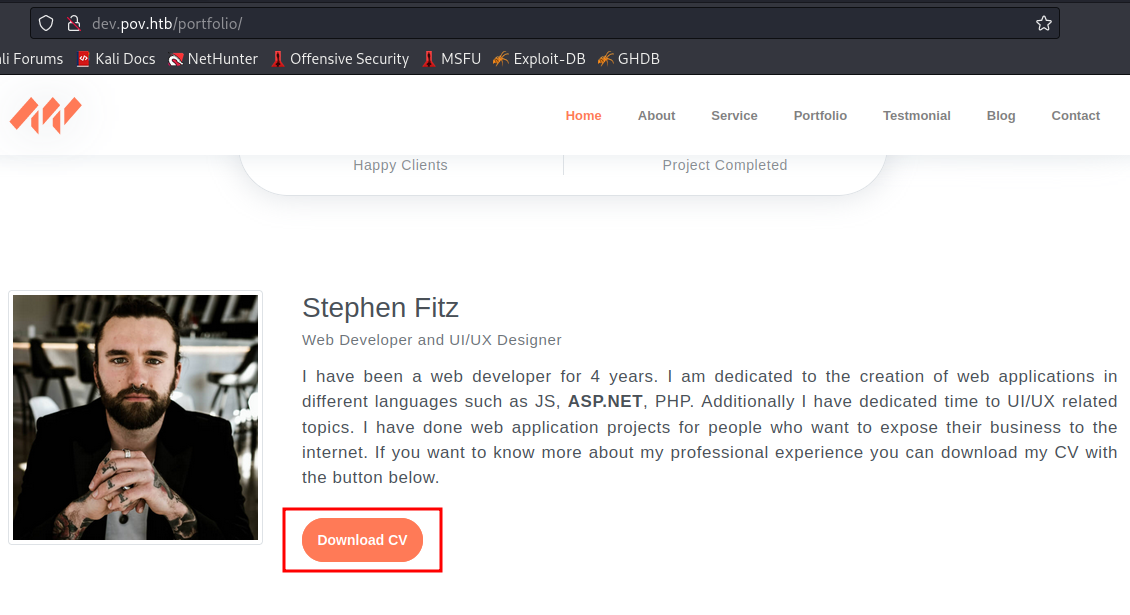 dev.pov.htb/portfolio/
li Forums Kali Docs NetHunter Offensive Security MSFU Exploit-DB GHDB
Home About Service Portfolio Testmonial Blog Contact
Happy Clients Project Completed
Stephen Fitz
Web Developer and UI/UX Designer
I have been a web developer for 4 years. I am dedicated to the creation of web applications in
different languages such as JS, ASP.NET, PHP. Additionally I have dedicated time to UI/UX related
topics. I have done web application projects for people who want to expose their business to the
internet. If you want to know more about my professional experience you can download my CV with
the button below.
Download CV